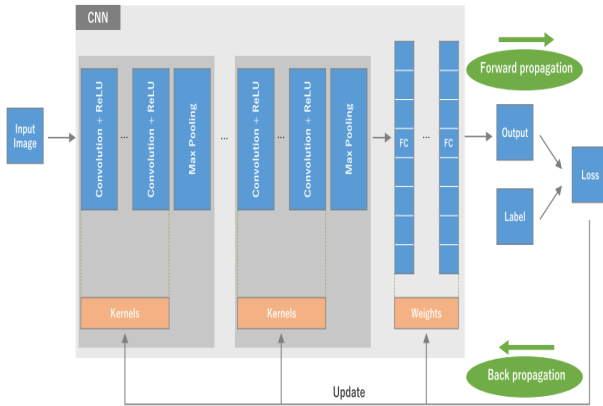 CNN
Forward propagation
Input
Image
Convolution + ReLU
...
Convolution + ReLU
Max Pooling
...
Convolution + ReLU
...
Convolution + ReLU
Max Pooling
FC
...
FC
Output
Label
Loss
Kernels
Kernels
Weights
Back propagation
Update